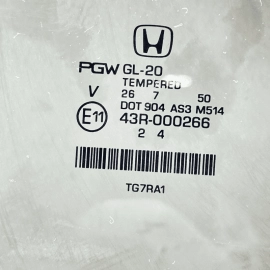 PGW GL-20
TEMPERED
V 26 7 50
DOT 904 AS3 M514
E11 43R-000266
2 4
TG7RA1